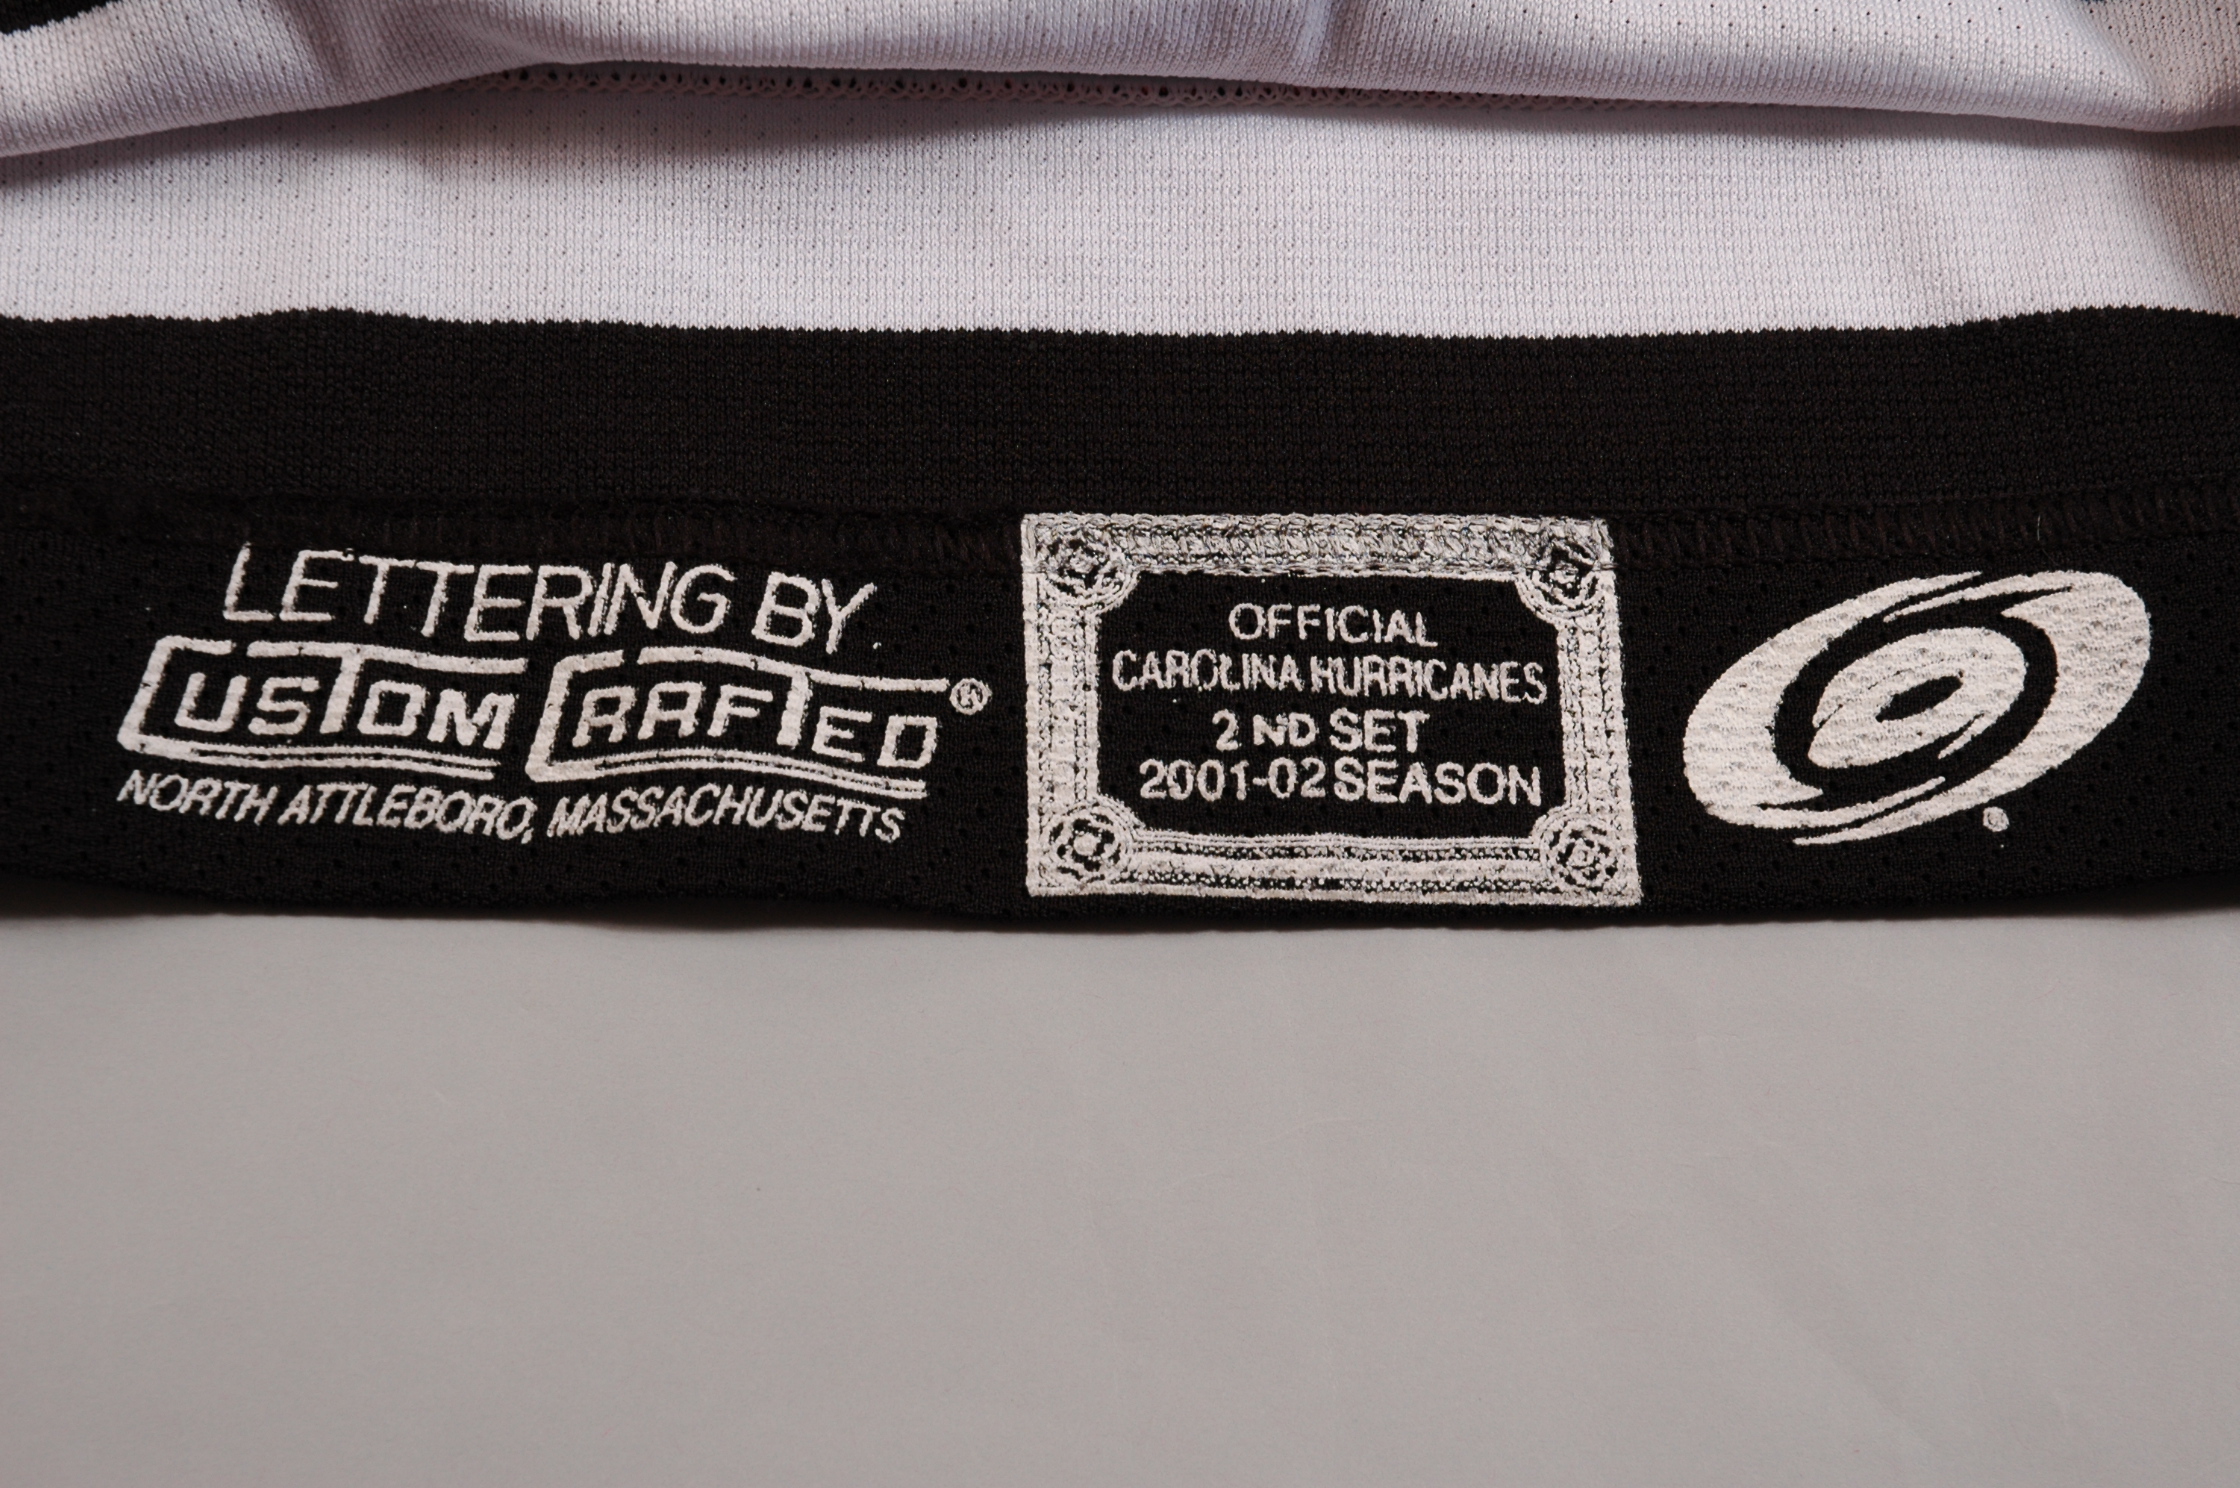 LETTERING BY
CUSTOM CRAFTED ®
NORTH ATTLEBORO, MASSACHUSETTS
OFFICIAL
CAROLINA HURRICANES
2 ND SET
2001-02 SEASON
®